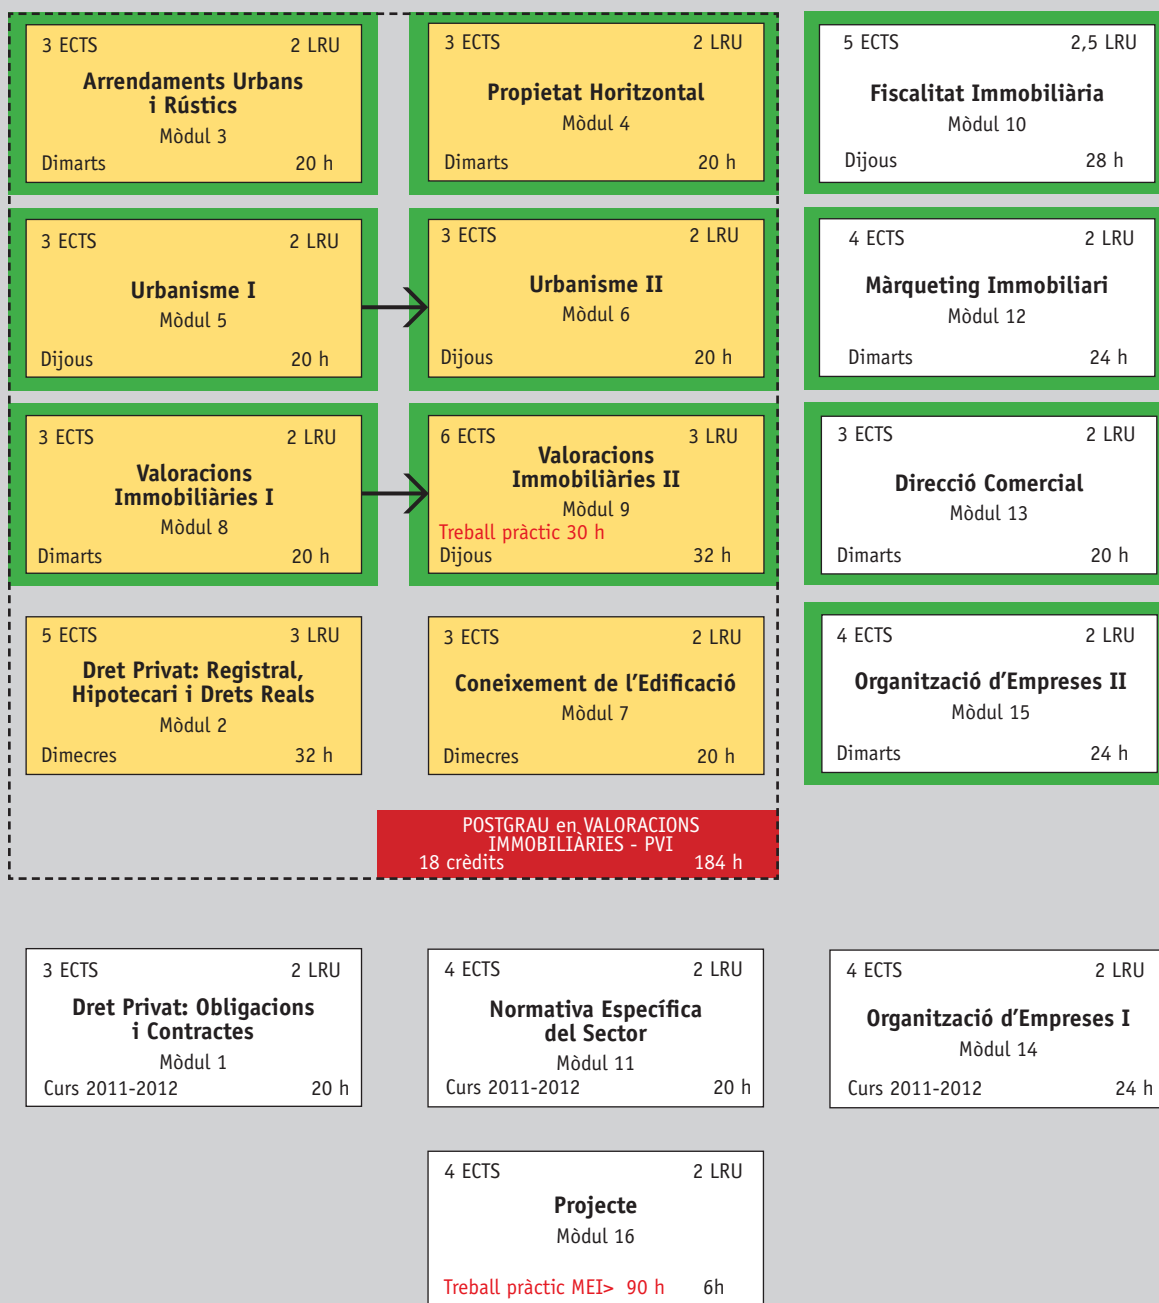 3 ECTS 2 LRU
Arrendaments Urbans
i Rústics
Mòdul 3
Dimarts 20 h
3 ECTS 2 LRU
Propietat Horitzontal
Mòdul 4
Dimarts 20 h
5 ECTS 2,5 LRU
Fiscalitat Immobiliària
Mòdul 10
Dijous 28 h
3 ECTS 2 LRU
Urbanisme I
Mòdul 5
Dijous 20 h
3 ECTS 2 LRU
Urbanisme II
Mòdul 6
Dijous 20 h
4 ECTS 2 LRU
Màrqueting Immobiliari
Mòdul 12
Dimarts 24 h
3 ECTS 2 LRU
Valoracions
Immobiliàries I
Mòdul 8
Dimarts 20 h
6 ECTS 3 LRU
Valoracions
Immobiliàries II
Mòdul 9
Treball pràctic 30 h
Dijous 32 h
3 ECTS 2 LRU
Direcció Comercial
Mòdul 13
Dimarts 20 h
5 ECTS 3 LRU
Dret Privat: Registral,
Hipotecari i Drets Reals
Mòdul 2
Dimecres 32 h
3 ECTS 2 LRU
Coneixement de l’Edificació
Mòdul 7
Dimecres 20 h
4 ECTS 2 LRU
Organització d’Empreses II
Mòdul 15
Dimarts 24 h
POSTGRAU en VALORACIONS
IMMOBILIÀRIES - PVI
18 crèdits 184 h
3 ECTS 2 LRU
Dret Privat: Obligacions
i Contractes
Mòdul 1
Curs 2011-2012 20 h
4 ECTS 2 LRU
Normativa Específica
del Sector
Mòdul 11
Curs 2011-2012 20 h
4 ECTS 2 LRU
Organització d’Empreses I
Mòdul 14
Curs 2011-2012 24 h
4 ECTS 2 LRU
Projecte
Mòdul 16
Treball pràctic MEI> 90 h 6h